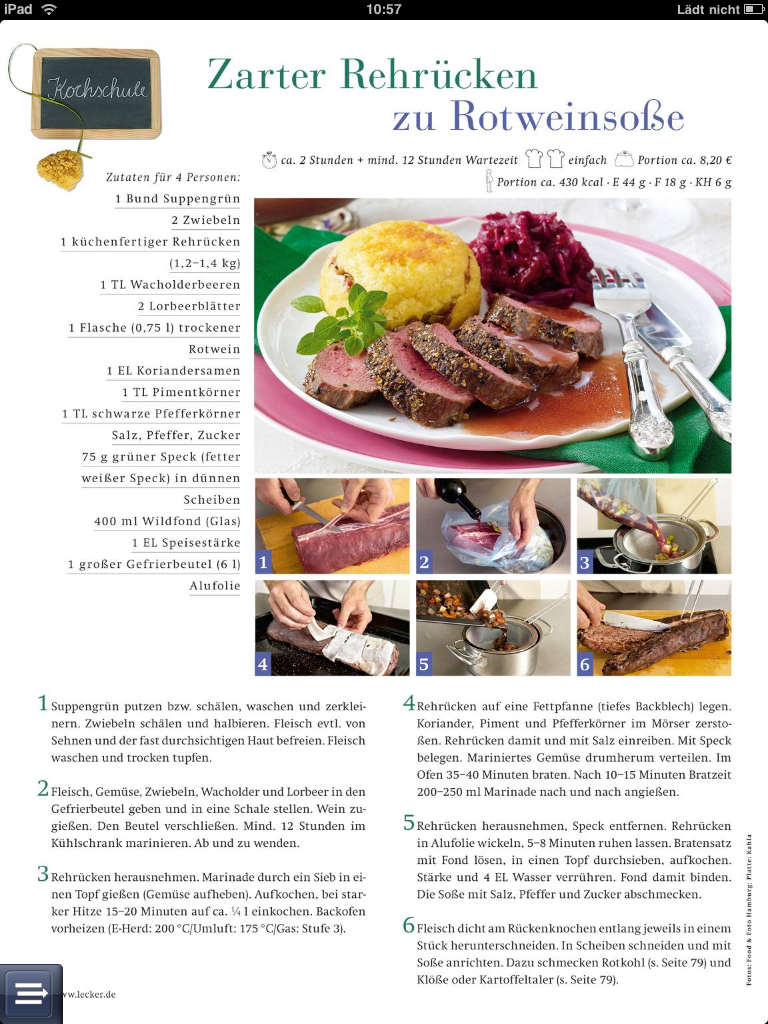 iPad
10:57
Lädt nicht
Kochschule
Zarter Rehrücken
zu Rotweinsoße
ca. 2 Stunden + mind. 12 Stunden Wartezeit einfach Portion ca. 8,20 €
Portion ca. 430 kcal · E 44 g · F 18 g · KH 6 g
Zutaten für 4 Personen:
1 Bund Suppengrün
2 Zwiebeln
1 küchenfertiger Rehrücken
(1,2–1,4 kg)
1 TL Wacholderbeeren
2 Lorbeerblätter
1 Flasche (0,75 l) trockener
Rotwein
1 EL Koriandersamen
1 TL Pimentkörner
1 TL schwarze Pfefferkörner
Salz, Pfeffer, Zucker
75 g grüner Speck (fetter
weißer Speck) in dünnen
Scheiben
400 ml Wildfond (Glas)
1 EL Speisestärke
1 großer Gefrierbeutel (6 l)
Alufolie
1
2
3
4
5
6
1 Suppengrün putzen bzw. schälen, waschen und zerklei-
nern. Zwiebeln schälen und halbieren. Fleisch evtl. von
Sehnen und der fast durchsichtigen Haut befreien. Fleisch
waschen und trocken tupfen.
2 Fleisch, Gemüse, Zwiebeln, Wacholder und Lorbeer in den
Gefrierbeutel geben und in eine Schale stellen. Wein zu-
gießen. Den Beutel verschließen. Mind. 12 Stunden im
Kühlschrank marinieren. Ab und zu wenden.
3 Rehrücken herausnehmen. Marinade durch ein Sieb in ei-
nen Topf gießen (Gemüse aufheben). Aufkochen, bei star-
ker Hitze 15–20 Minuten auf ca. ¼ l einkochen. Backofen
vorheizen (E-Herd: 200 °C/Umluft: 175 °C/Gas: Stufe 3).
4 Rehrücken auf eine Fettpfanne (tiefes Backblech) legen.
Koriander, Piment und Pfefferkörner im Mörser zersto-
ßen. Rehrücken damit und mit Salz einreiben. Mit Speck
belegen. Mariniertes Gemüse drumherum verteilen. Im
Ofen 35–40 Minuten braten. Nach 10–15 Minuten Bratzeit
200–250 ml Marinade nach und nach angießen.
5 Rehrücken herausnehmen, Speck entfernen. Rehrücken
in Alufolie wickeln, 5–8 Minuten ruhen lassen. Bratensatz
mit Fond lösen, in einen Topf durchsieben, aufkochen.
Stärke und 4 EL Wasser verrühren. Fond damit binden.
Die Soße mit Salz, Pfeffer und Zucker abschmecken.
6 Fleisch dicht am Rückenknochen entlang jeweils in einem
Stück herunterschneiden. In Scheiben schneiden und mit
Soße anrichten. Dazu schmecken Rotkohl (s. Seite 79) und
Klöße oder Kartoffeltaler (s. Seite 79).
Fotos: Food & Foto Hamburg; Platte: Kahla
ww.lecker.de